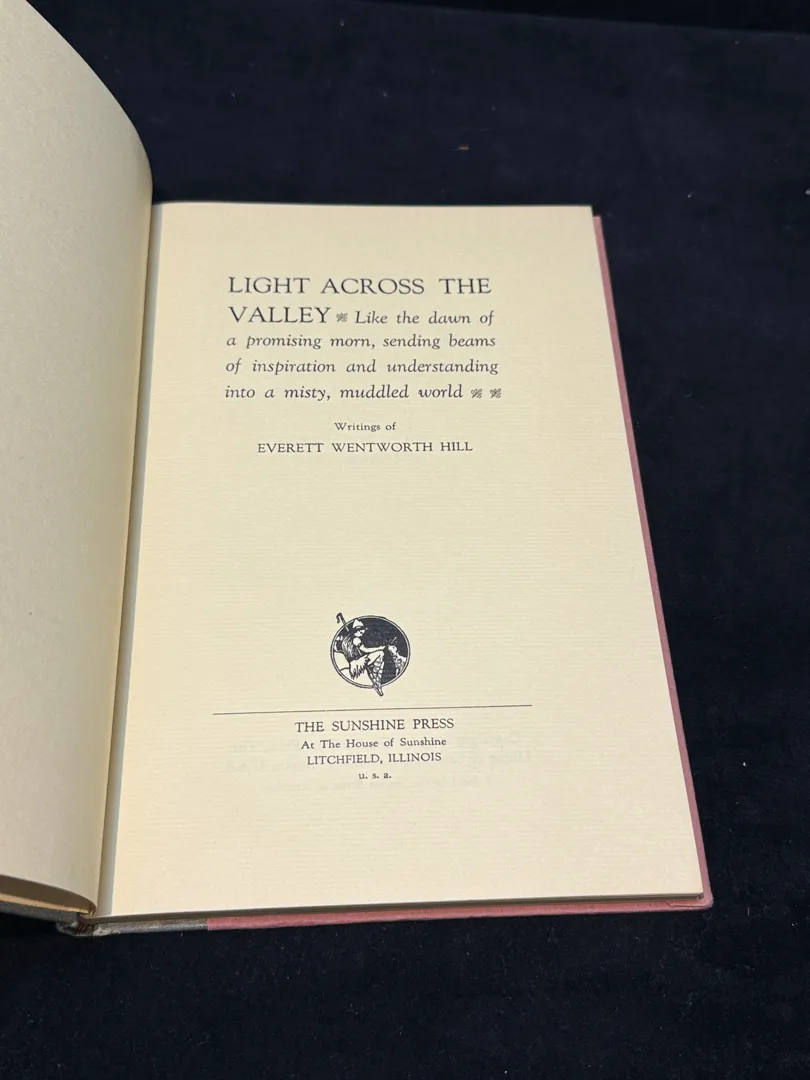 LIGHT ACROSS THE
VALLEY Like the dawn of
a promising morn, sending beams
of inspiration and understanding
into a misty, muddled world
Writings of
EVERETT WENTWORTH HILL
THE SUNSHINE PRESS
At The House of Sunshine
LITCHFIELD, ILLINOIS
u. s. a.